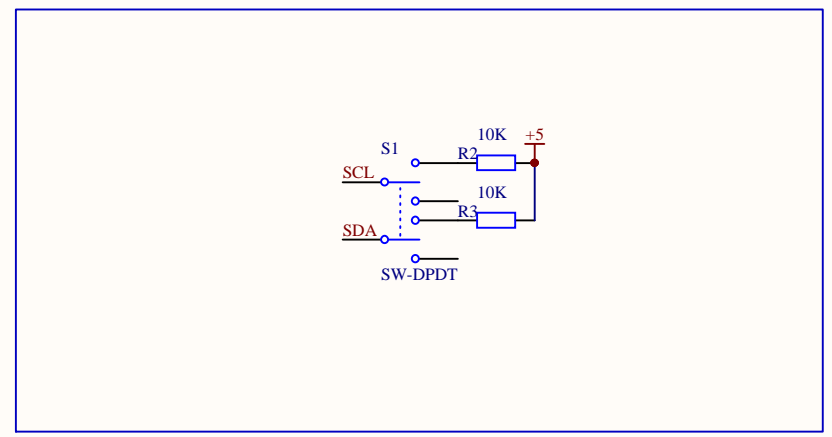 10K +5
S1
R2
SCL
10K
R3
SDA
SW-DPDT